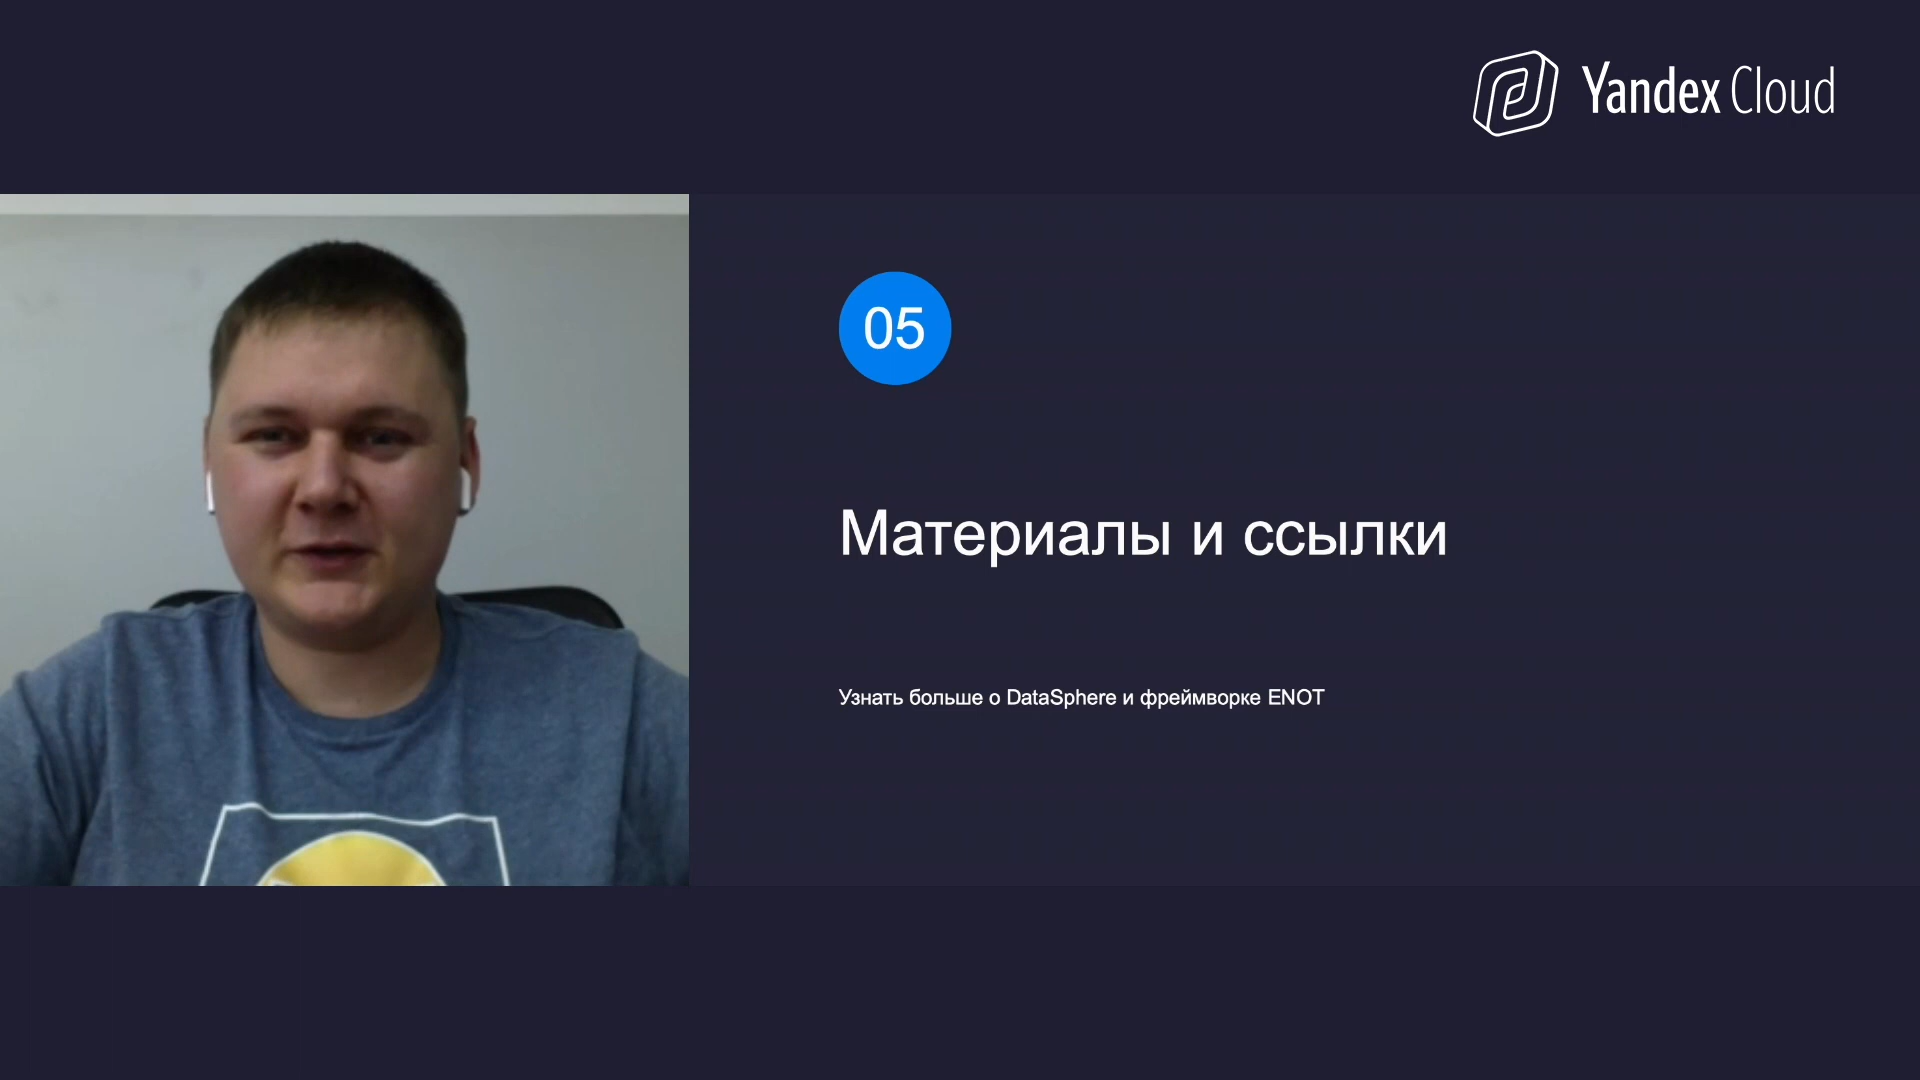 Yandex Cloud
05
Материалы и ссылки
Узнать больше о DataSphere и фреймворке ENOT